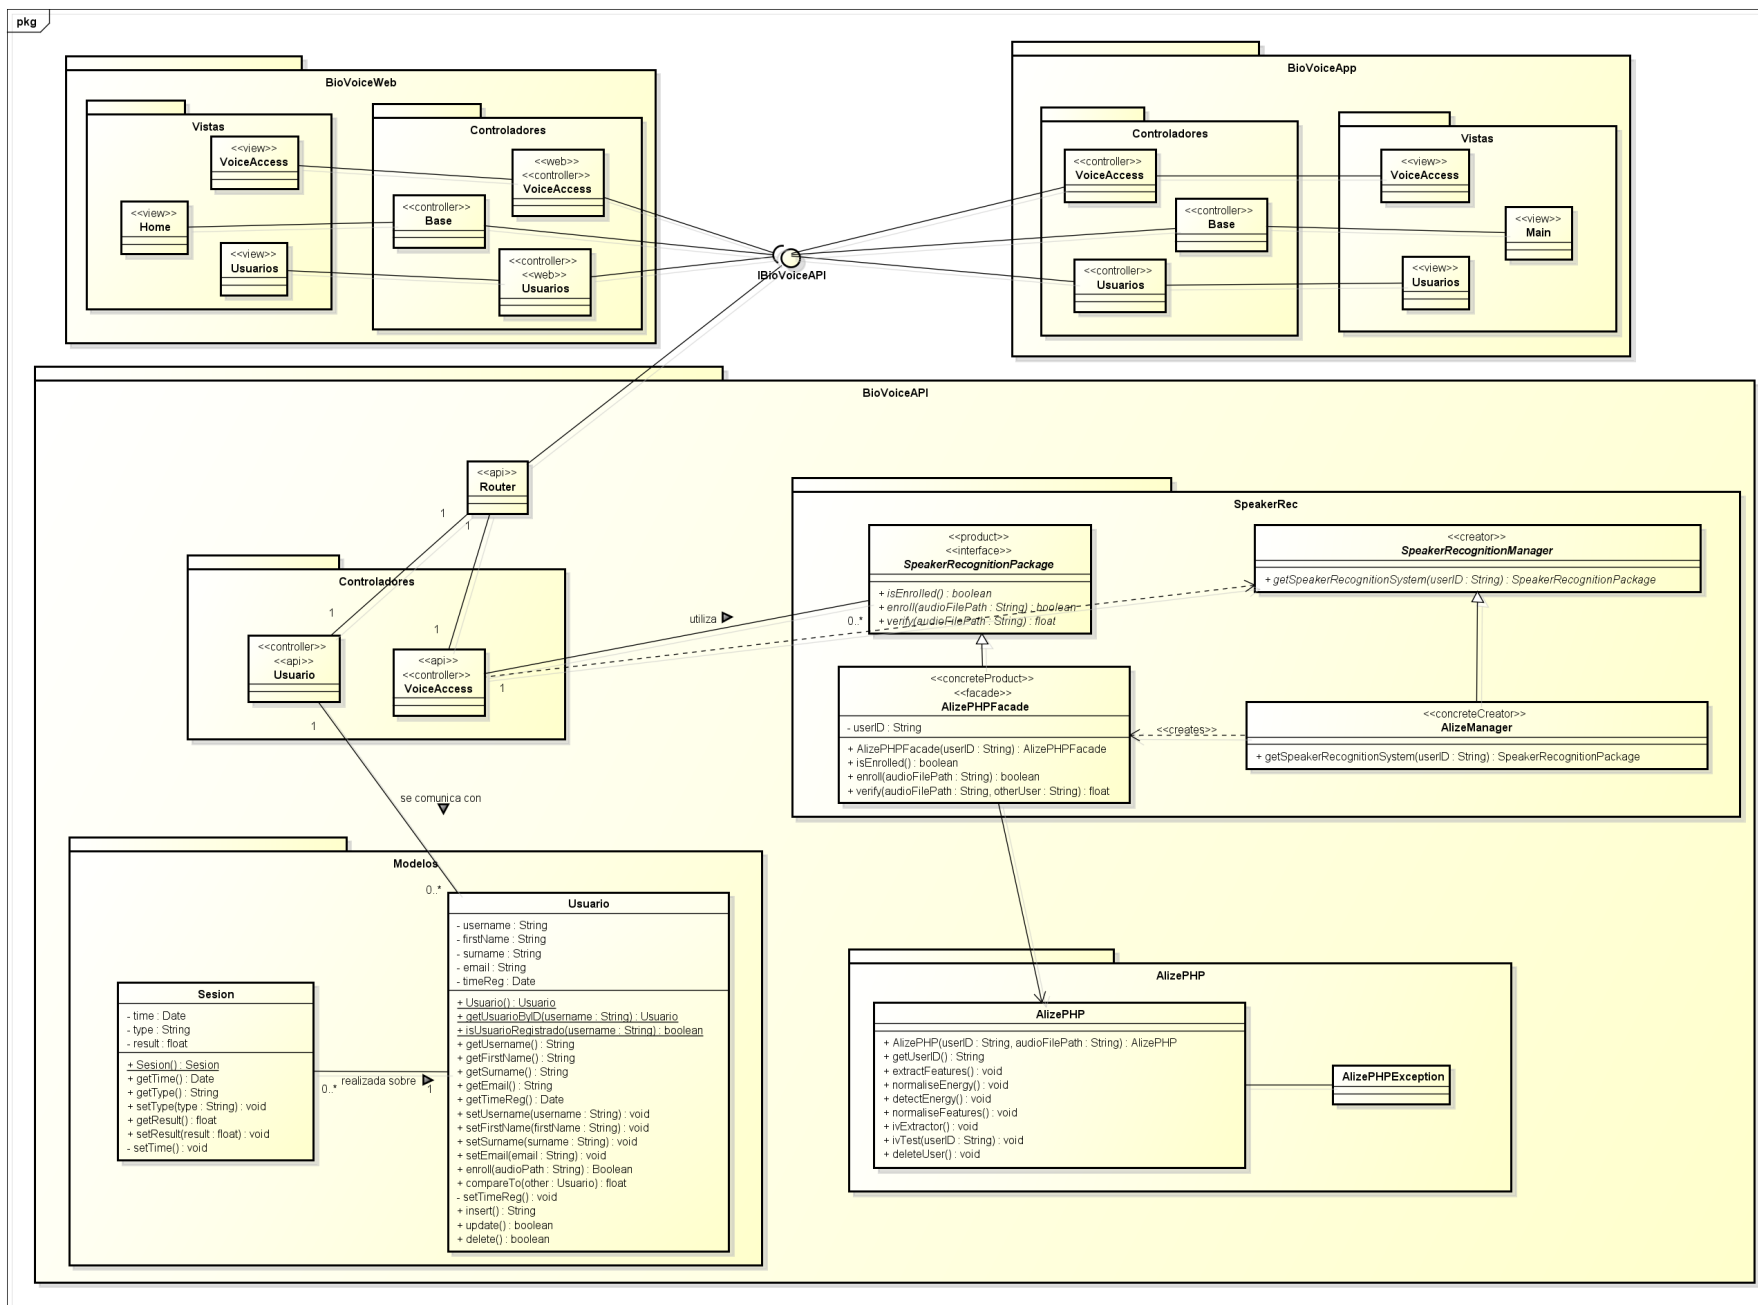 pkg
BioVoiceWeb
Vistas
<<view>>
VoiceAccess
<<view>>
Home
<<view>>
Usuarios
Controladores
<<web>>
<<controller>>
VoiceAccess
<<controller>>
Base
<<controller>>
<<web>>
Usuarios
IBioVoiceAPI
BioVoiceApp
Controladores
<<controller>>
VoiceAccess
<<controller>>
Base
<<controller>>
Usuarios
Vistas
<<view>>
VoiceAccess
<<view>>
Main
<<view>>
Usuarios
BioVoiceAPI
<<api>>
Router
1
1
Controladores
1
1
<<controller>>
<<api>>
Usuario
<<api>>
<<controller>>
VoiceAccess
1
1
utiliza
0..*
se comunica con
0..*
SpeakerRec
<<product>>
<<interface>>
SpeakerRecognitionPackage
+ isEnrolled() : boolean
+ enroll(audioFilePath : String) : boolean
+ verify(audioFilePath : String) : float
<<creator>>
SpeakerRecognitionManager
+ getSpeakerRecognitionSystem(userID : String) : SpeakerRecognitionPackage
<<concreteProduct>>
<<facade>>
AlizePHPFacade
- userID : String
+ AlizePHPFacade(userID : String) : AlizePHPFacade
+ isEnrolled() : boolean
+ enroll(audioFilePath : String) : boolean
+ verify(audioFilePath : String, otherUser : String) : float
<<creates>>
<<concreteCreator>>
AlizeManager
+ getSpeakerRecognitionSystem(userID : String) : SpeakerRecognitionPackage
Modelos
Sesion
- time : Date
- type : String
- result : float
+ Sesion() : Sesion
+ getTime() : Date
+ getType() : String
+ setType(type : String) : void
+ getResult() : float
+ setResult(result : float) : void
- setTime() : void
0..*
realizada sobre
1
Usuario
- username : String
- firstName : String
- surname : String
- email : String
- timeReg : Date
+ Usuario() : Usuario
+ getUsuarioByID(username : String) : Usuario
+ isUsuarioRegistrado(username : String) : boolean
+ getUsername() : String
+ getFirstName() : String
+ getSurname() : String
+ getEmail() : String
+ getTimeReg() : Date
+ setUsername(username : String) : void
+ setFirstName(firstName : String) : void
+ setSurname(surname : String) : void
+ setEmail(email : String) : void
+ enroll(audioPath : String) : Boolean
+ compareTo(other : Usuario) : float
- setTimeReg() : void
+ insert() : String
+ update() : boolean
+ delete() : boolean
AlizePHP
AlizePHP
+ AlizePHP(userID : String, audioFilePath : String) : AlizePHP
+ getUserID() : String
+ extractFeatures() : void
+ normaliseEnergy() : void
+ detectEnergy() : void
+ normaliseFeatures() : void
+ ivExtractor() : void
+ ivTest(userID : String) : void
+ deleteUser() : void
AlizePHPException